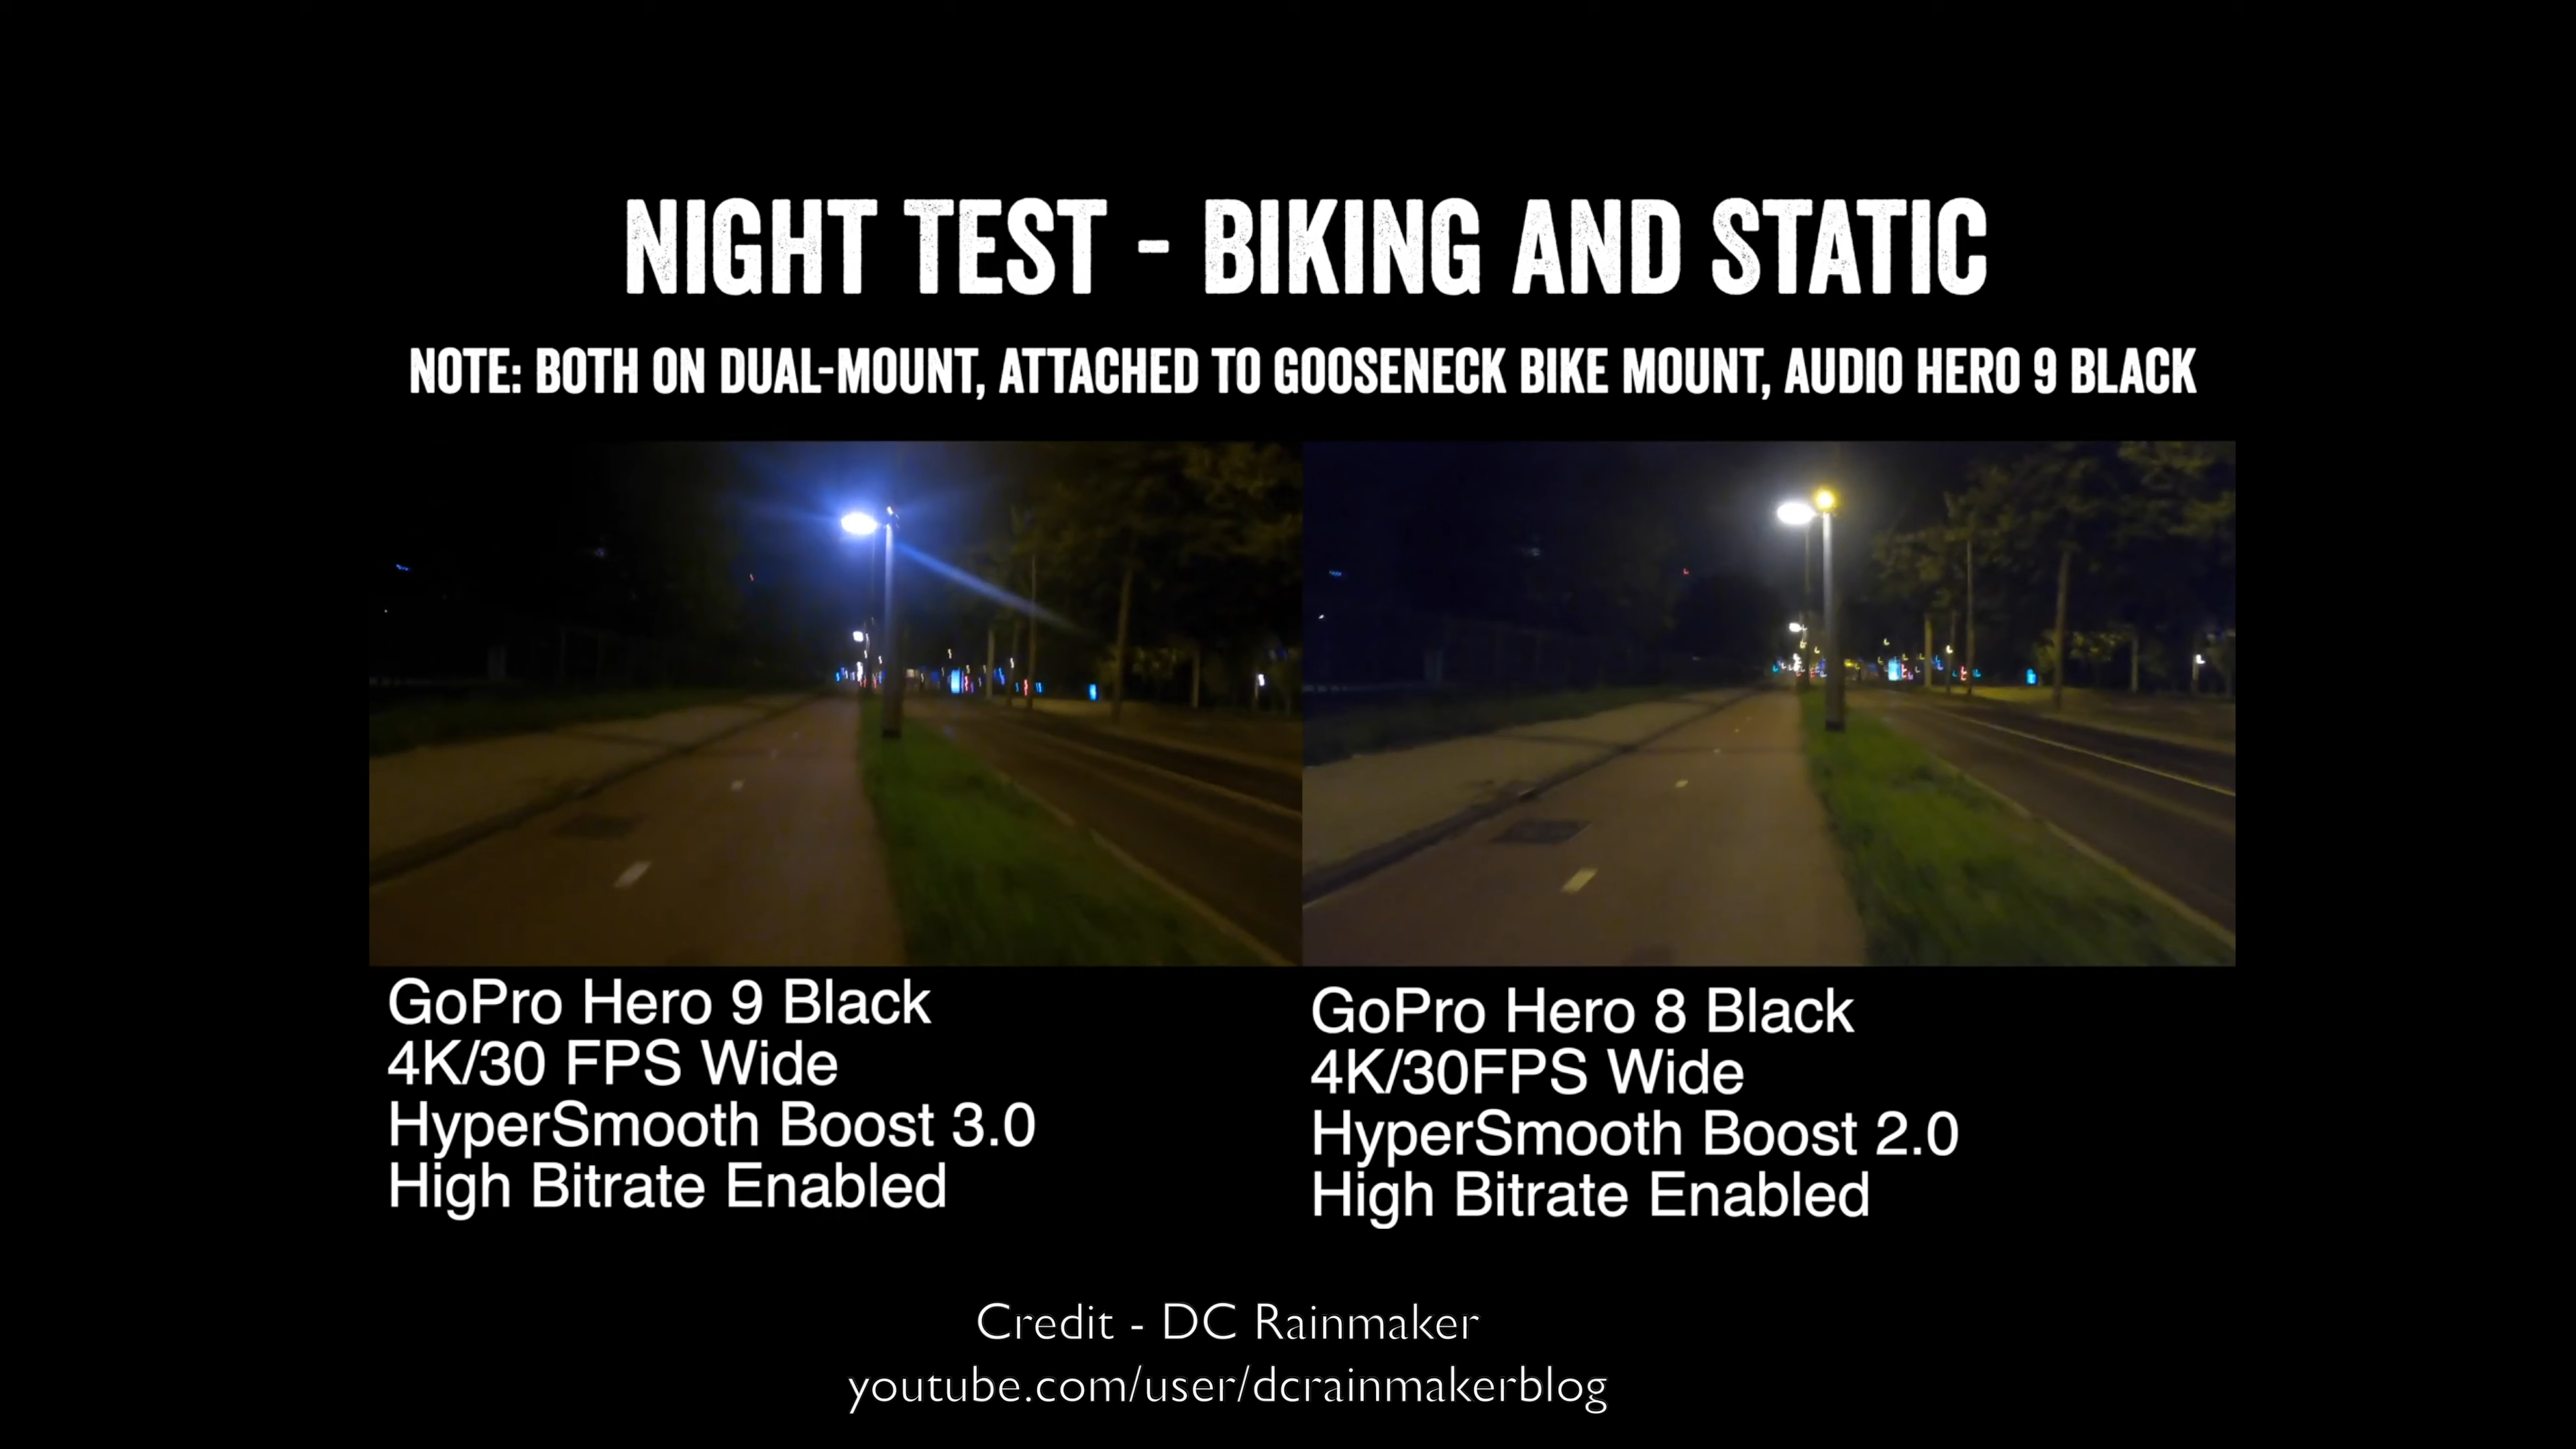 NIGHT TEST - BIKING AND STATIC
NOTE: BOTH ON DUAL-MOUNT, ATTACHED TO GOOSENECK BIKE MOUNT, AUDIO HERO 9 BLACK
GoPro Hero 9 Black
4K/30 FPS Wide
HyperSmooth Boost 3.0
High Bitrate Enabled
GoPro Hero 8 Black
4K/30FPS Wide
HyperSmooth Boost 2.0
High Bitrate Enabled
Credit - DC Rainmaker
youtube.com/user/dcrainmakerblog